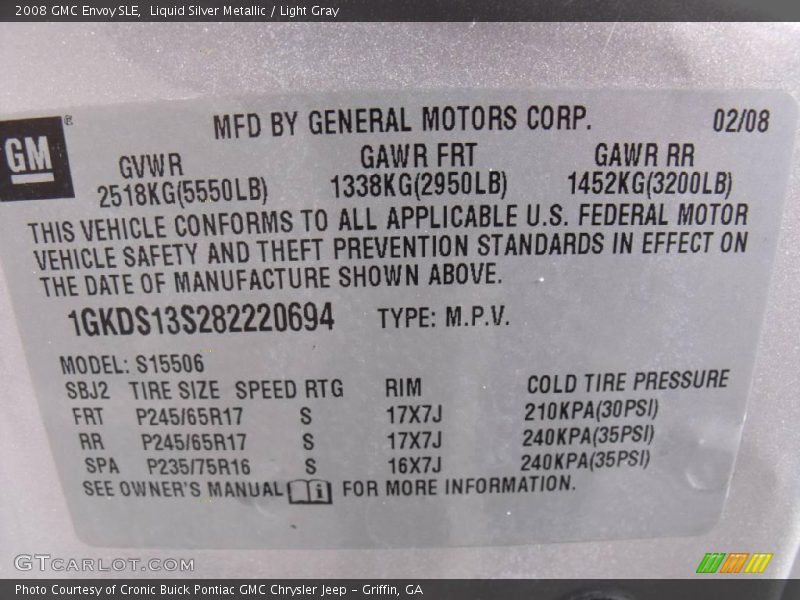 2008 GMC Envoy SLE,  Liquid Silver Metallic / Light Gray
GM®
MFD BY GENERAL MOTORS CORP. 02/08
GVWR GAWR FRT GAWR RR
2518KG(5550LB) 1338KG(2950LB) 1452KG(3200LB)
THIS VEHICLE CONFORMS TO ALL APPLICABLE U.S. FEDERAL MOTOR
VEHICLE SAFETY AND THEFT PREVENTION STANDARDS IN EFFECT ON
THE DATE OF MANUFACTURE SHOWN ABOVE.
1GKDS13S282220694 TYPE: M.P.V.
MODEL: S15506
SBJ2 TIRE SIZE SPEED RTG RIM COLD TIRE PRESSURE
FRT P245/65R17 S 17X7J 210KPA(30PSI)
RR P245/65R17 S 17X7J 240KPA(35PSI)
SPA P235/75R16 S 16X7J 240KPA(35PSI)
SEE OWNER'S MANUAL i FOR MORE INFORMATION.
GTCARLOT.COM
Photo Courtesy of Cronic Buick Pontiac GMC Chrysler Jeep – Griffin, GA